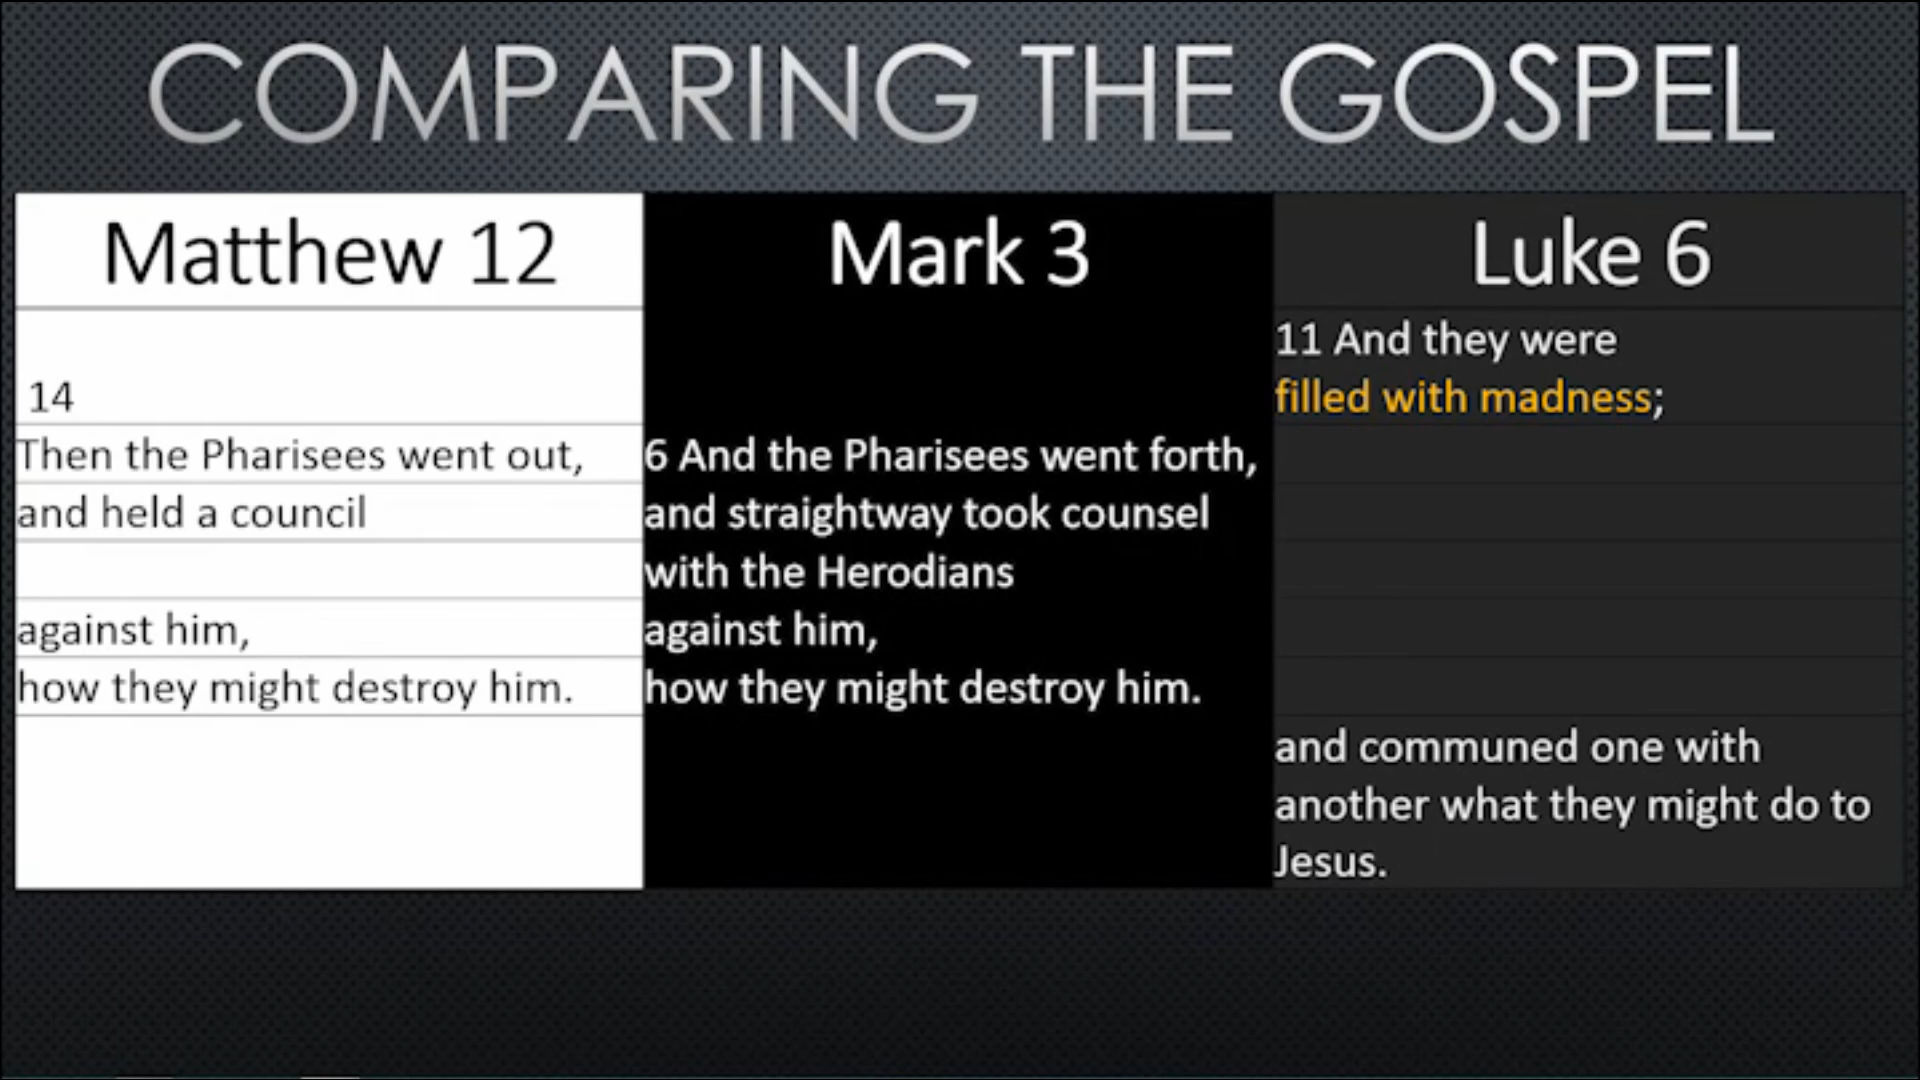 COMPARING THE GOSPEL
Matthew 12
14
Then the Pharisees went out,
and held a council
against him,
how they might destroy him.
Mark 3
6 And the Pharisees went forth,
and straightway took counsel
with the Herodians
against him,
how they might destroy him.
Luke 6
11 And they were
filled with madness;
and communed one with
another what they might do to
Jesus.